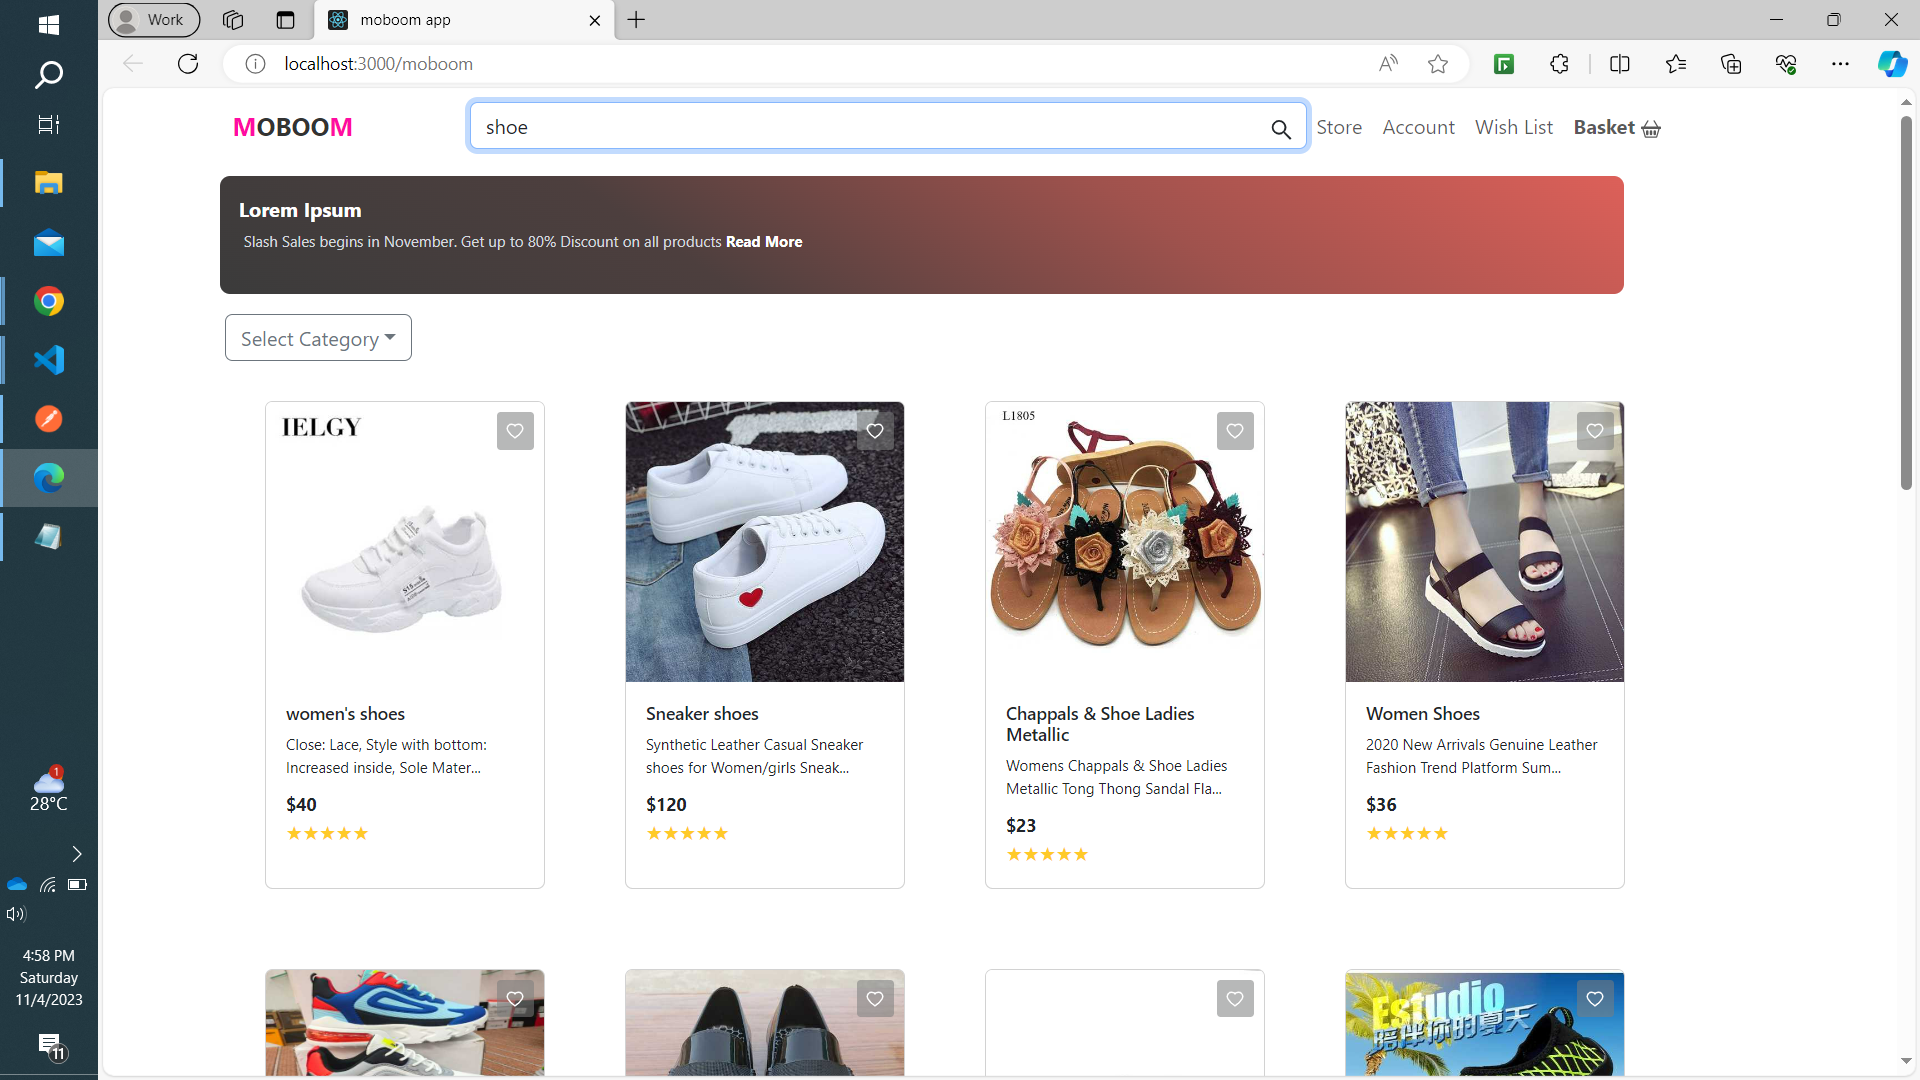 Work
moboom app
localhost:3000/moboom
MOBOOM
shoe
Store Account Wish List Basket
Lorem Ipsum
Slash Sales begins in November. Get up to 80% Discount on all products Read More
Select Category
IELGY
L1805
women's shoes
Close: Lace, Style with bottom:
Increased inside, Sole Mater...
$40
★★★★★
Sneaker shoes
Synthetic Leather Casual Sneaker
shoes for Women/girls Sneak...
$120
★★★★★
Chappals & Shoe Ladies
Metallic
Womens Chappals & Shoe Ladies
Metallic Tong Thong Sandal Fla...
$23
★★★★★
Women Shoes
2020 New Arrivals Genuine Leather
Fashion Trend Platform Sum...
$36
★★★★★
Estudio
陪伴你的夏天
1
28°C
4:58 PM
Saturday
11/4/2023
11